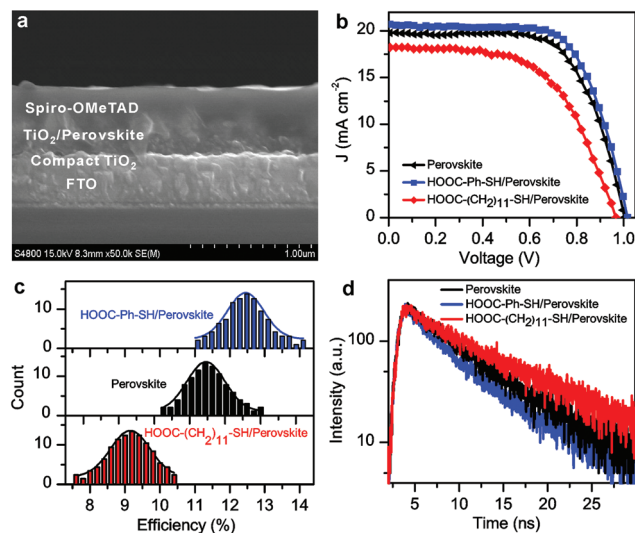 a
Spiro-OMeTAD
TiO2/Perovskite
Compact TiO2
FTO
S4800 15.0kV 8.3mm x50.0k SE(M)
1.00um
b
20
15
10
5
0
J (mA cm-2)
Perovskite
HOOC-Ph-SH/Perovskite
HOOC-(CH2)11-SH/Perovskite
0.0 0.2 0.4 0.6 0.8 1.0
Voltage (V)
c
10
0
HOOC-Ph-SH/Perovskite
10
0
Perovskite
10
5
0
HOOC-(CH2)11-SH/Perovskite
Count
8 9 10 11 12 13 14
Efficiency (%)
d
Perovskite
HOOC-Ph-SH/Perovskite
HOOC-(CH2)11-SH/Perovskite
100
10
Intensity (a.u.)
5 10 15 20 25
Time (ns)